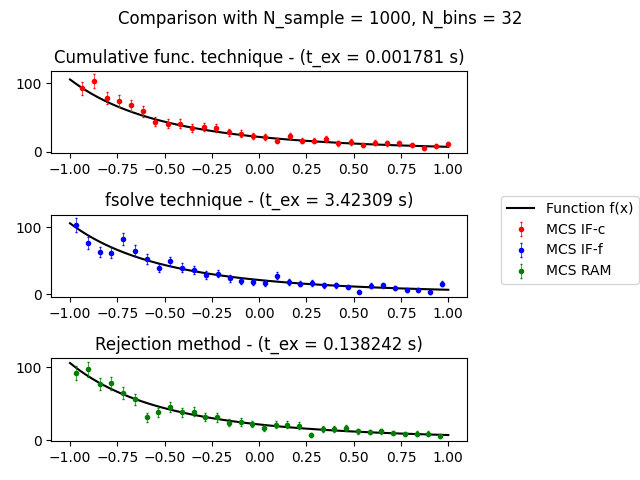 Comparison with N_sample = 1000, N_bins = 32
Cumulative func. technique - (t_ex = 0.001781 s)
100
0
−1.00 −0.75 −0.50 −0.25 0.00 0.25 0.50 0.75 1.00
fsolve technique - (t_ex = 3.42309 s)
100
0
−1.00 −0.75 −0.50 −0.25 0.00 0.25 0.50 0.75 1.00
Function f(x)
MCS IF-c
MCS IF-f
MCS RAM
Rejection method - (t_ex = 0.138242 s)
100
0
−1.00 −0.75 −0.50 −0.25 0.00 0.25 0.50 0.75 1.00